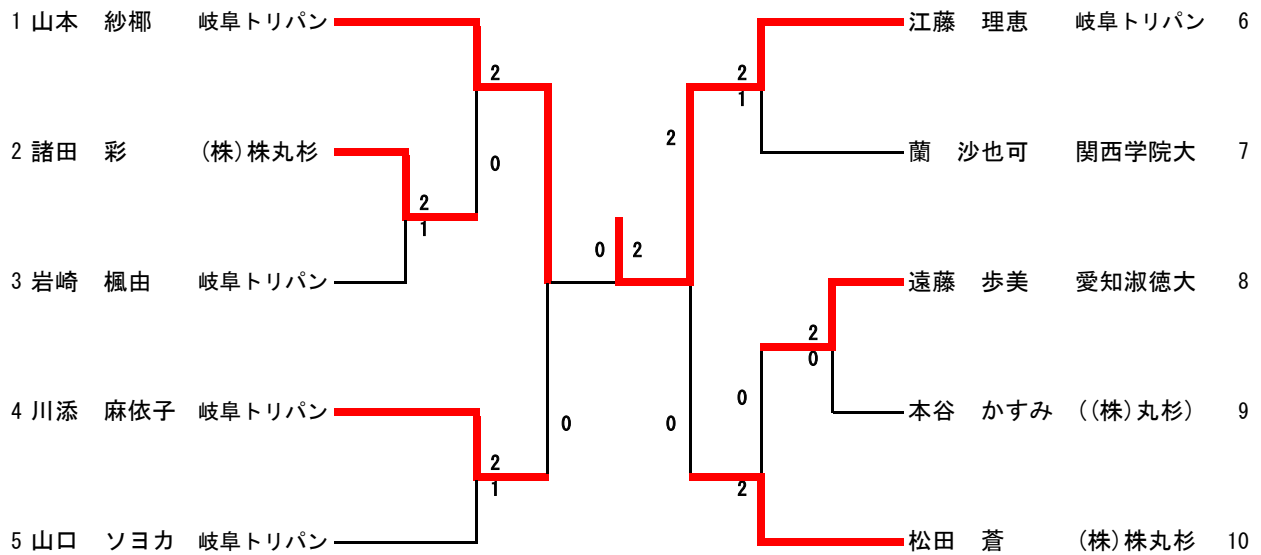 1 山本　紗椰　岐阜トリパン
江藤　理恵　岐阜トリパン　6
2
2
1
2
2 諸田　彩　(株)株丸杉
0
蘭　沙也可　関西学院大　7
2
1
0
2
3 岩崎　楓由　岐阜トリパン
遠藤　歩美　愛知淑徳大　8
2
0
0
4 川添　麻依子　岐阜トリパン
0
0
本谷　かすみ　((株)丸杉)　9
2
1
2
5 山口　ソヨカ　岐阜トリパン
松田　蒼　(株)株丸杉　10